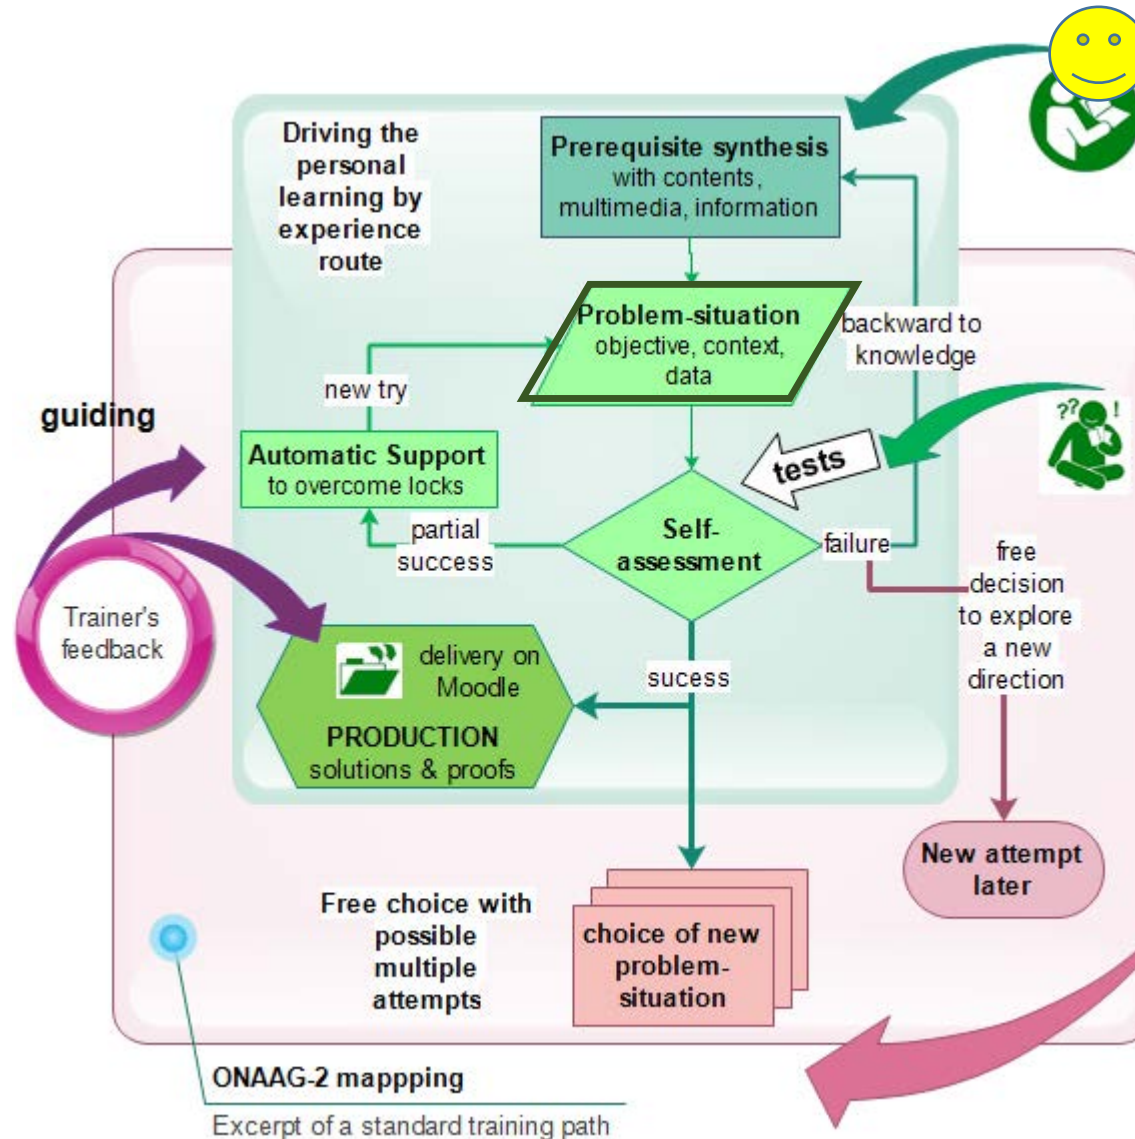 Driving the
personal
learning by
experience
route
Prerequisite synthesis
with contents,
multimedia, information
Problem-situation
objective, context,
data
backward to
knowledge
new try
guiding
Automatic Support
to overcome locks
tests
??
!
partial
success
Self-
assessment
failure
free
decision
to explore
a new
direction
Trainer's
feedback
delivery on
Moodle
PRODUCTION
solutions & proofs
sucess
New attempt
later
Free choice with
possible
multiple
attempts
choice of new
problem-
situation
ONAAG-2 mappping
Excerpt of a standard training path